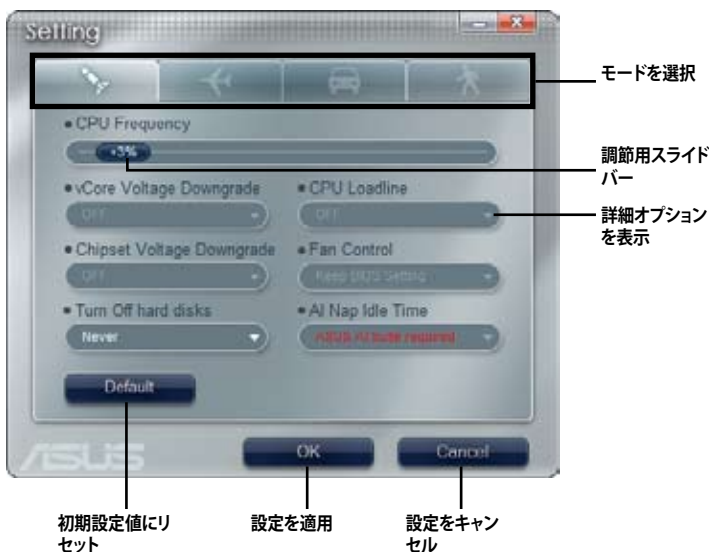 Setting
モードを選択
CPU Frequency
+3%
調節用スライド
バー
vCore Voltage Downgrade
CPU Loadline
OFF
OFF
詳細オプション
を表示
Chipset Voltage Downgrade
Fan Control
OFF
Keep BIOS Setting
Turn Off hard disks
AI Nap Idle Time
Never
ASUS AI Suite required
Default
ASUS
OK
Cancel
初期設定値にリ
セット
設定を適用
設定をキャン
セル